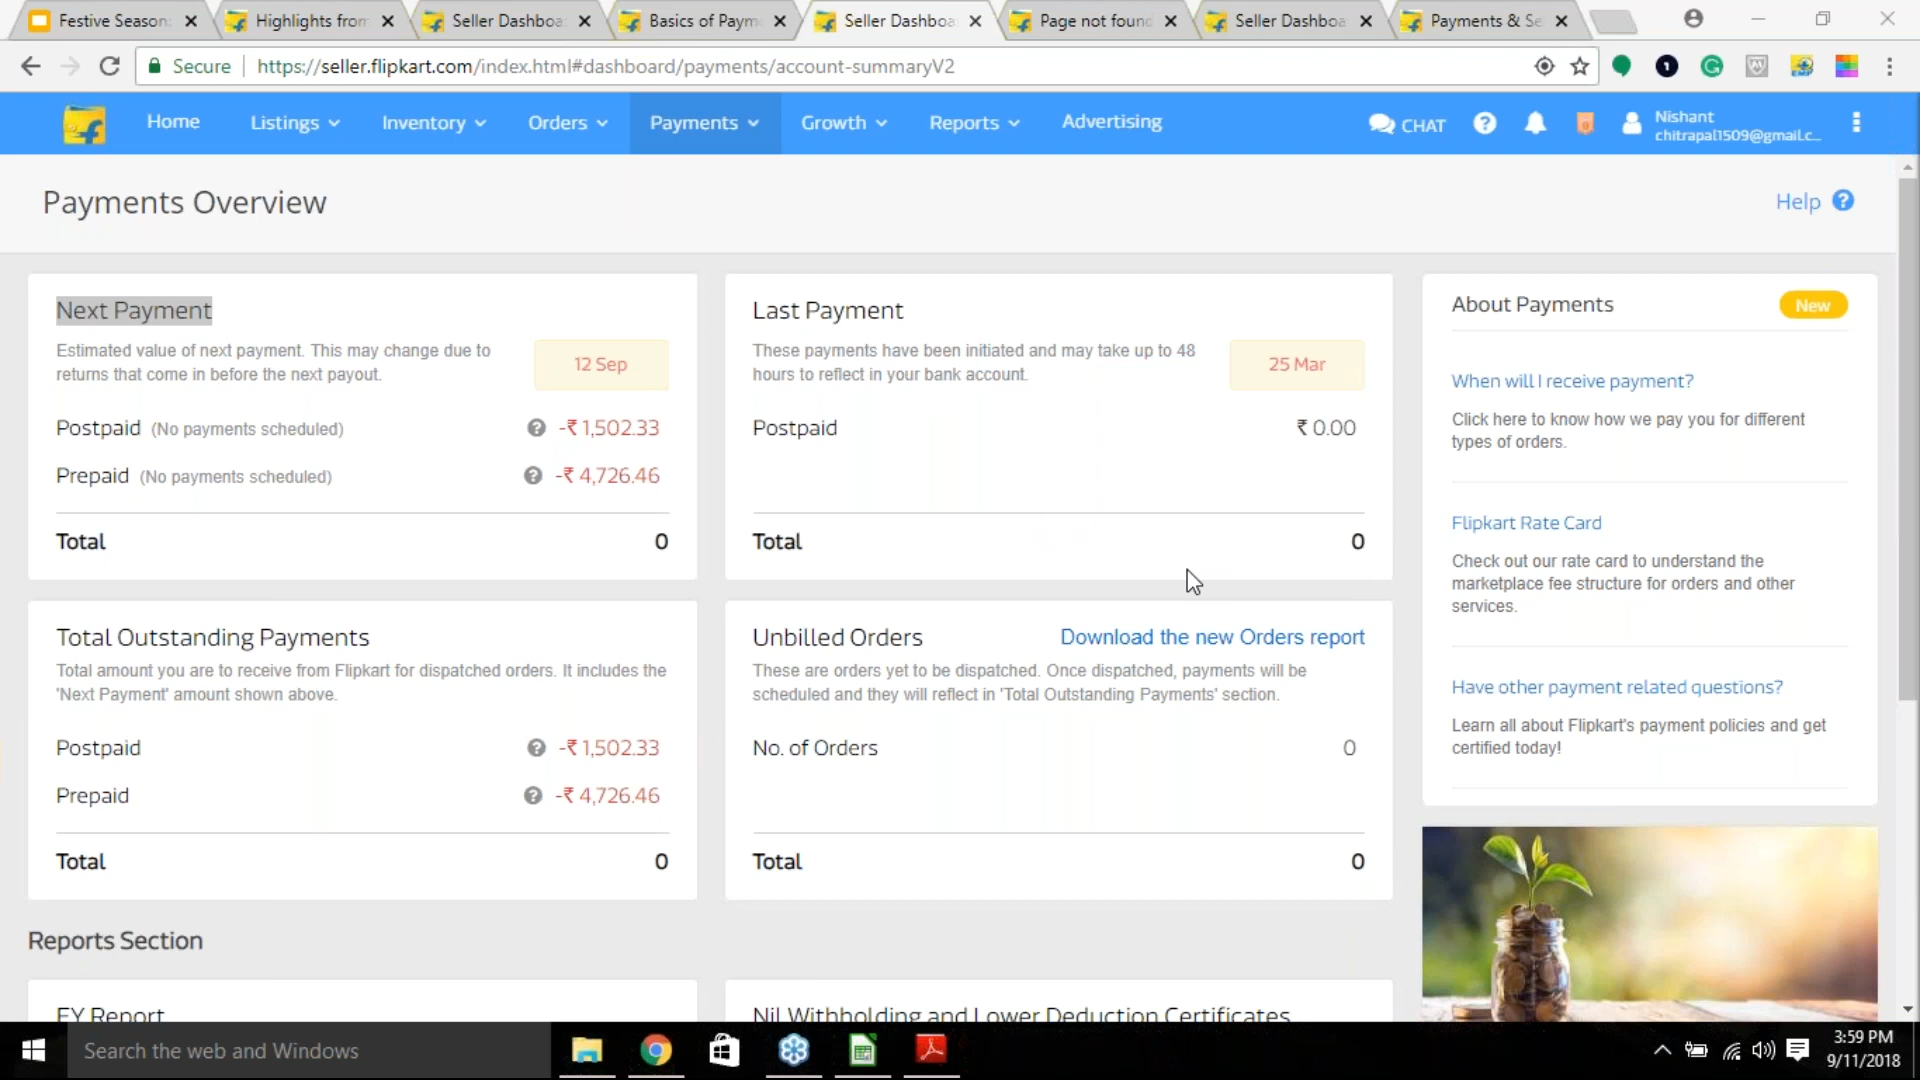 Festive Season:
Highlights from
Seller Dashboa
Basics of Paym
Seller Dashboa
Page not found
Seller Dashboa
Payments & Se
Secure
https://seller.flipkart.com/index.html#dashboard/payments/account-summaryV2
Home
Listings
Inventory
Orders
Payments
Growth
Reports
Advertising
CHAT
Nishant
chitrapal1509@gmail.c...
Payments Overview
Help
Next Payment
Estimated value of next payment. This may change due to
returns that come in before the next payout.
12 Sep
Postpaid (No payments scheduled) -₹ 1,502.33
Prepaid (No payments scheduled) -₹ 4,726.46
Total 0
Last Payment
These payments have been initiated and may take up to 48
hours to reflect in your bank account.
25 Mar
Postpaid ₹ 0.00
Total 0
About Payments
New
When will I receive payment?
Click here to know how we pay you for different
types of orders.
Flipkart Rate Card
Check out our rate card to understand the
marketplace fee structure for orders and other
services.
Have other payment related questions?
Learn all about Flipkart's payment policies and get
certified today!
Total Outstanding Payments
Total amount you are to receive from Flipkart for dispatched orders. It includes the
'Next Payment' amount shown above.
Postpaid -₹ 1,502.33
Prepaid -₹ 4,726.46
Total 0
Unbilled Orders
Download the new Orders report
These are orders yet to be dispatched. Once dispatched, payments will be
scheduled and they will reflect in 'Total Outstanding Payments' section.
No. of Orders 0
Total 0
Reports Section
FY Report
Nil Withholding and Lower Deduction Certificates
Search the web and Windows
3:59 PM
9/11/2018